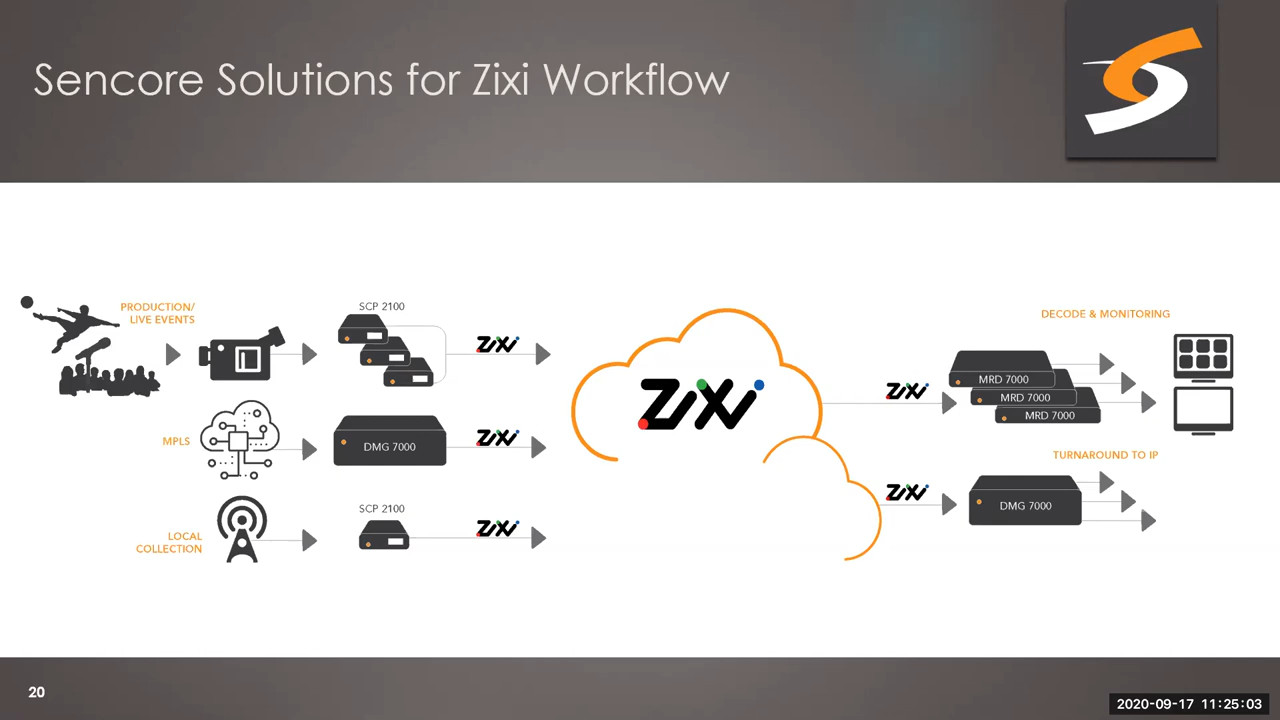 Sencore Solutions for Zixi Workflow
PRODUCTION/
LIVE EVENTS
SCP 2100
ZiXi
MPLS
DMG 7000
ZiXi
LOCAL
COLLECTION
SCP 2100
ZiXi
ZiXi
DECODE & MONITORING
ZiXi
MRD 7000
MRD 7000
MRD 7000
TURNAROUND TO IP
ZiXi
DMG 7000
20
2020-09-17 11:25:03